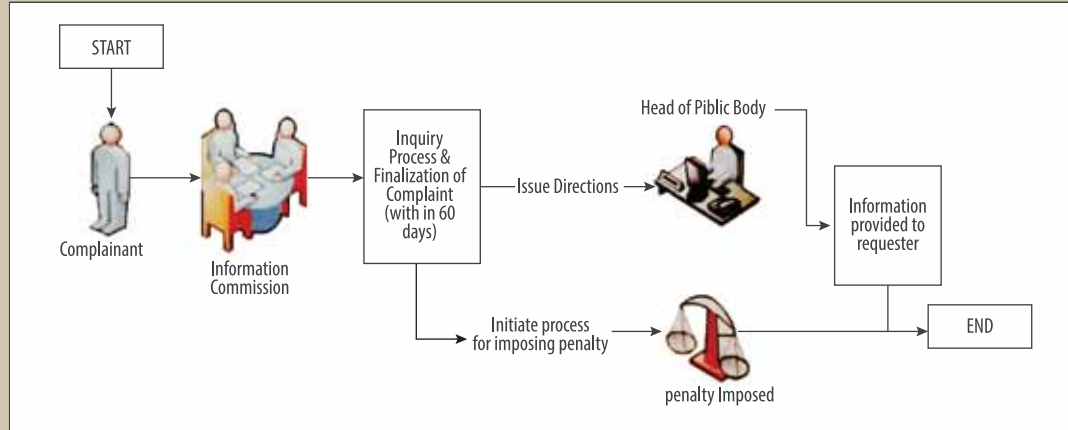 START
Complainant
Information
Commission
Inquiry
Process &
Finalization of
Complaint
(with in 60
days)
Issue Directions
Head of Piblic Body
Information
provided to
requester
Initiate process
for imposing penalty
penalty Imposed
END